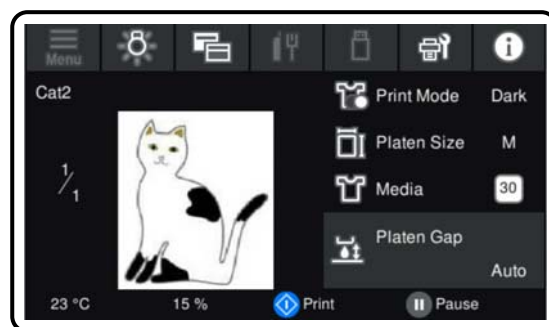 Menu
Cat2
Print Mode Dark
1/1
Platen Size M
Media 30
Platen Gap
Auto
23 °C 15 % Print Pause